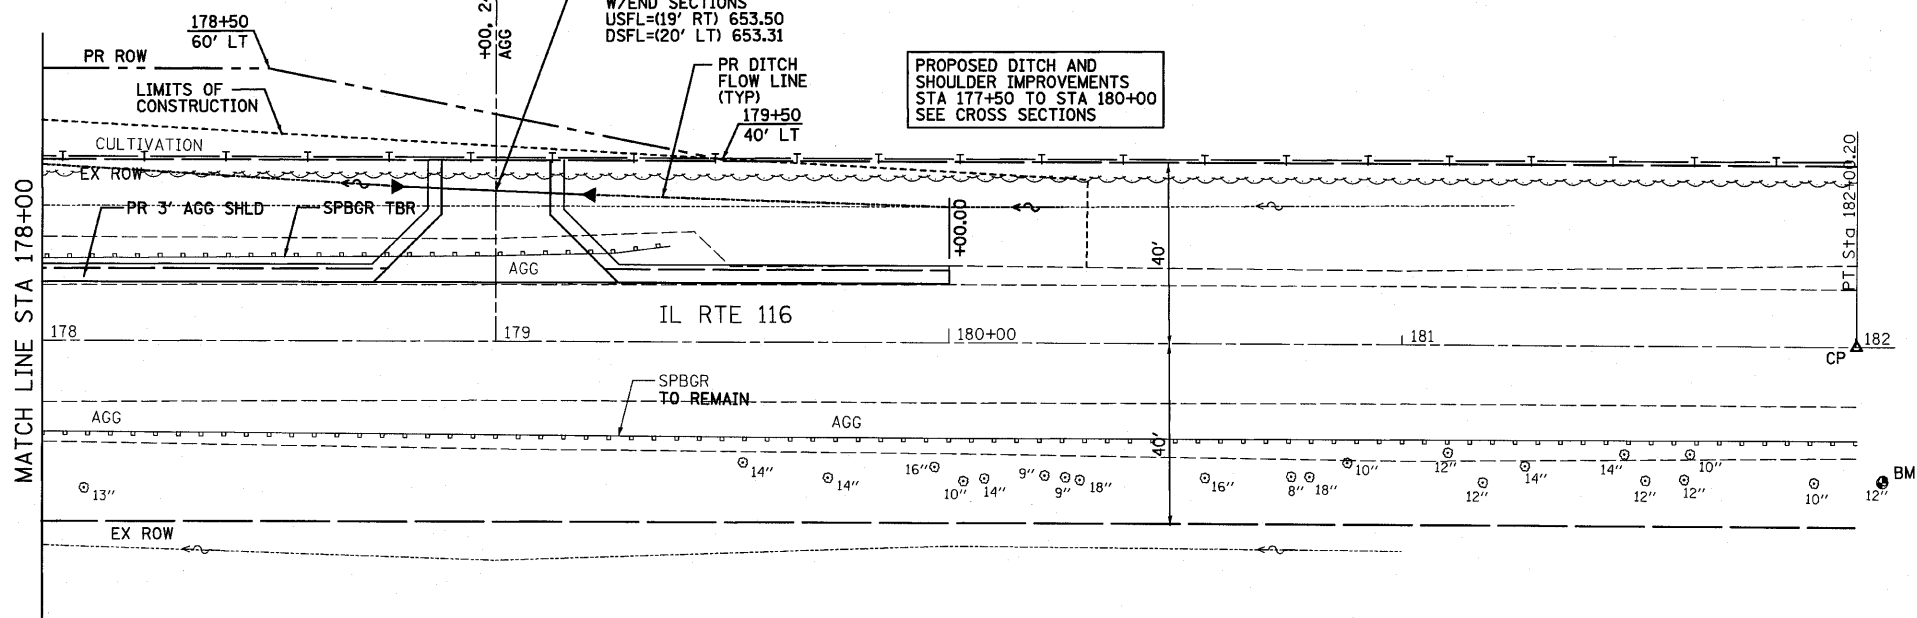 W/END SECTIONS
USFL=(19' RT) 653.50
DSFL=(20' LT) 653.31
178+50
60' LT
+00, 2
AGG
PR ROW
LIMITS OF
CONSTRUCTION
PR DITCH
FLOW LINE
(TYP)
179+50
40' LT
PROPOSED DITCH AND
SHOULDER IMPROVEMENTS
STA 177+50 TO STA 180+00
SEE CROSS SECTIONS
CULTIVATION
EX ROW
PR 3' AGG SHLD
SPBGR TBR
+00.00
40'
PT Sta 182+00.20
AGG
MATCH LINE STA 178+00
IL RTE 116
178
179
180+00
181
182
CP
SPBGR
TO REMAIN
AGG
AGG
40'
13"
14"
14"
16"
10"
14"
9"
9"
18"
16"
8"
18"
10"
12"
12"
14"
14"
12"
10"
12"
10"
12"
BM
EX ROW